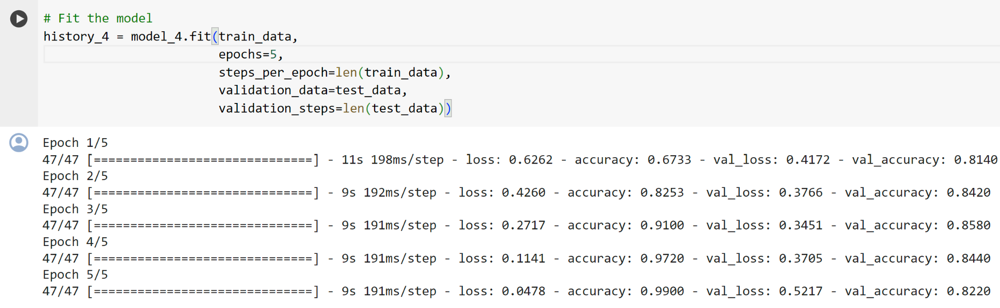 # Fit the model
history_4 = model_4.fit(train_data,
                        epochs=5,
                        steps_per_epoch=len(train_data),
                        validation_data=test_data,
                        validation_steps=len(test_data))
Epoch 1/5
47/47 [==============================] - 11s 198ms/step - loss: 0.6262 - accuracy: 0.6733 - val_loss: 0.4172 - val_accuracy: 0.8140
Epoch 2/5
47/47 [==============================] - 9s 192ms/step - loss: 0.4260 - accuracy: 0.8253 - val_loss: 0.3766 - val_accuracy: 0.8420
Epoch 3/5
47/47 [==============================] - 9s 191ms/step - loss: 0.2717 - accuracy: 0.9100 - val_loss: 0.3451 - val_accuracy: 0.8580
Epoch 4/5
47/47 [==============================] - 9s 191ms/step - loss: 0.1141 - accuracy: 0.9720 - val_loss: 0.3705 - val_accuracy: 0.8440
Epoch 5/5
47/47 [==============================] - 9s 191ms/step - loss: 0.0478 - accuracy: 0.9900 - val_loss: 0.5217 - val_accuracy: 0.8220